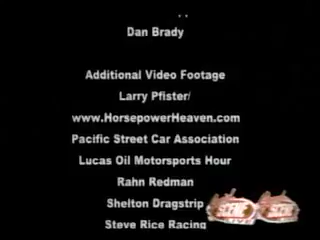 Dan Brady
Additional Video Footage
Larry Pfister/
www.HorsepowerHeaven.com
Pacific Street Car Association
Lucas Oil Motorsports Hour
Rahn Redman
Shelton Dragstrip
Steve Rice Racing